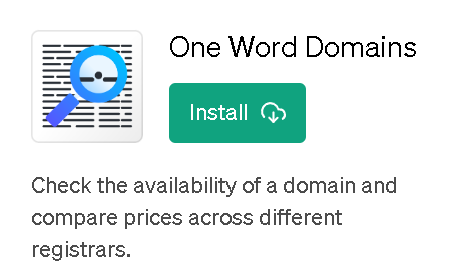 One Word Domains
Install
Check the availability of a domain and
compare prices across different
registrars.